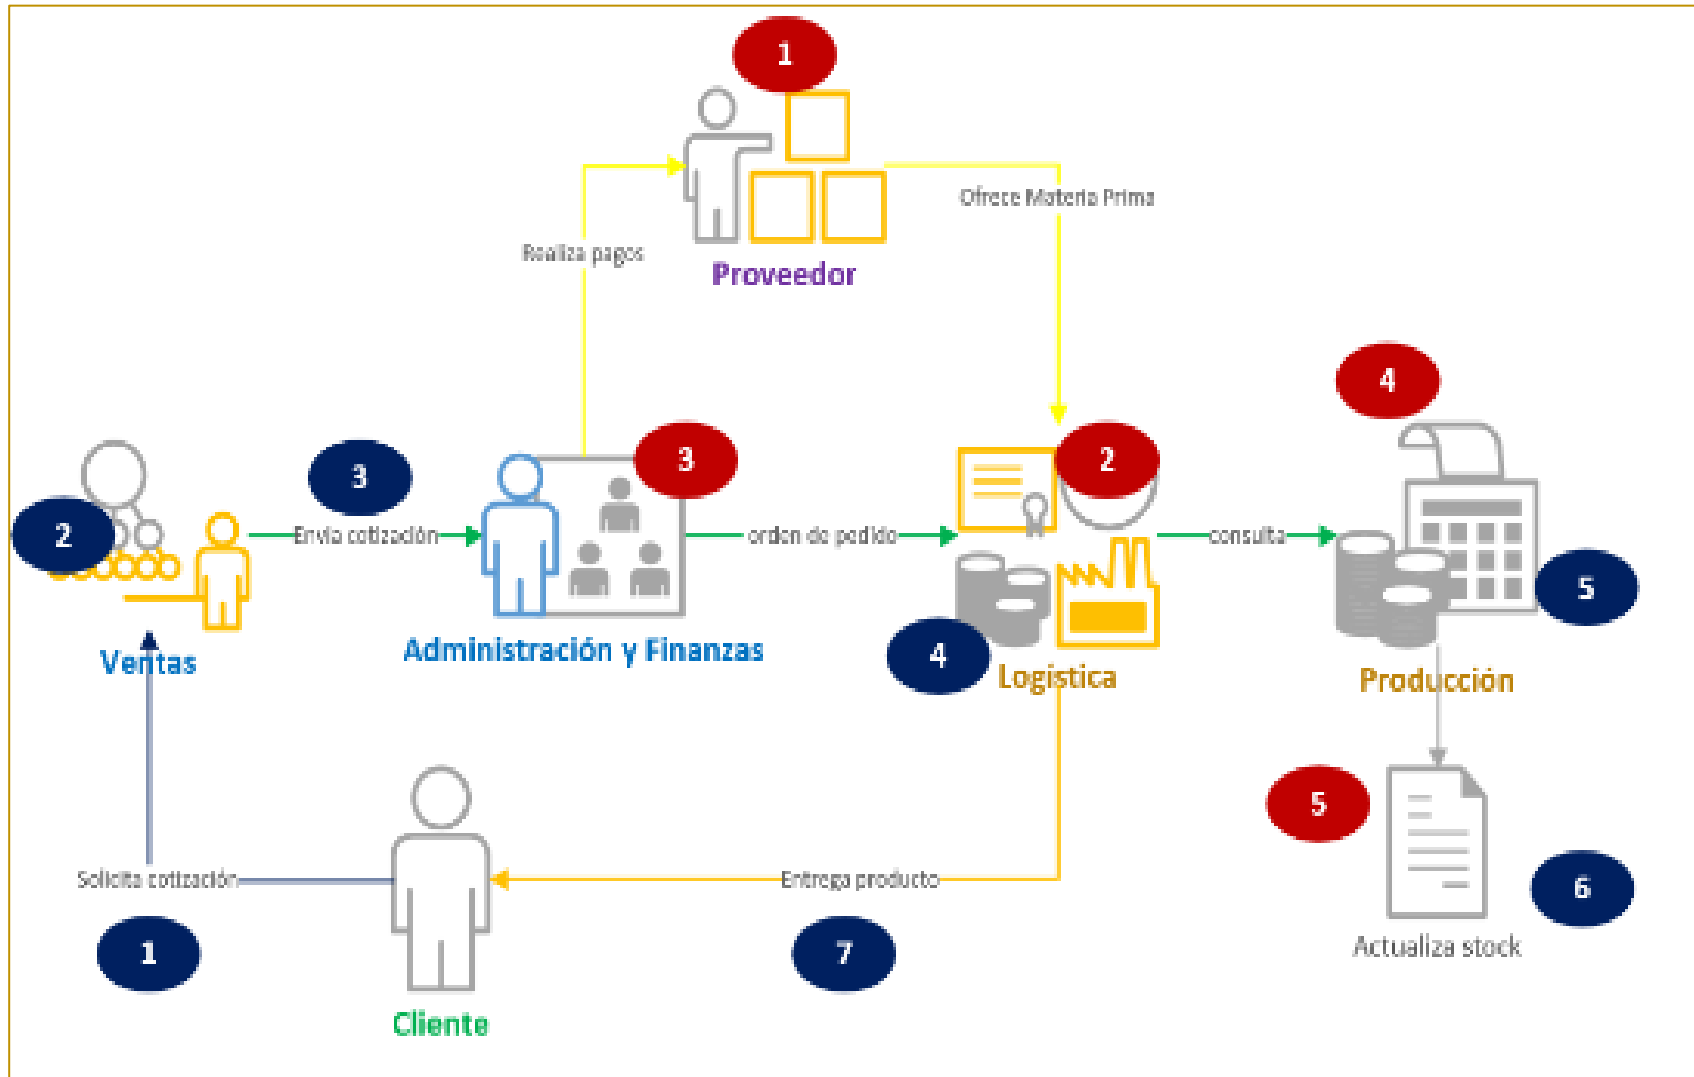 1
Ofrece Materia Prima
Realiza pagos
Proveedor
4
3
3
2
2
Envia cotización
orden de pedido
consulta
5
4
Ventas
Administración y Finanzas
Logística
Producción
5
Solicita cotización
Entrega producto
6
1
7
Actualiza stock
Cliente